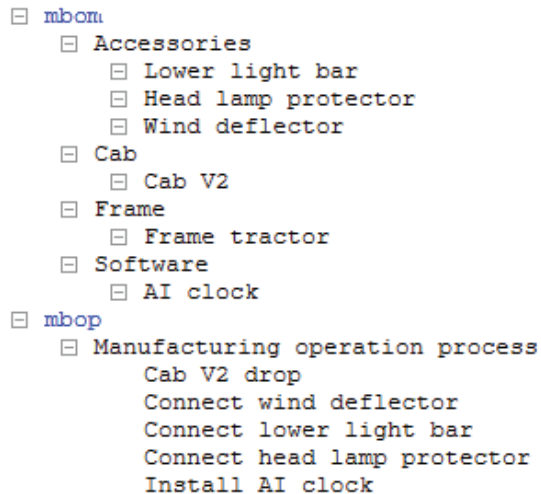 mbom
Accessories
Lower light bar
Head lamp protector
Wind deflector
Cab
Cab V2
Frame
Frame tractor
Software
AI clock
mbop
Manufacturing operation process
Cab V2 drop
Connect wind deflector
Connect lower light bar
Connect head lamp protector
Install AI clock